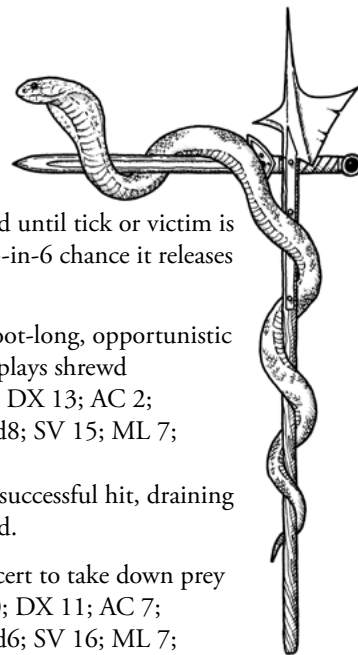 d until tick or victim is
-in-6 chance it releases
oot-long, opportunistic
plays shrewd
DX 13; AC 2;
d8; SV 15; ML 7;
successful hit, draining
d.
cert to take down prey
; DX 11; AC 7;
d6; SV 16; ML 7;